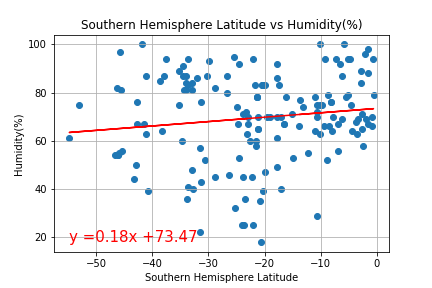 Southern Hemisphere Latitude vs Humidity(%)
100
80
60
40
20
Humidity(%)
y =0.18x +73.47
−50
−40
−30
−20
−10
0
Southern Hemisphere Latitude